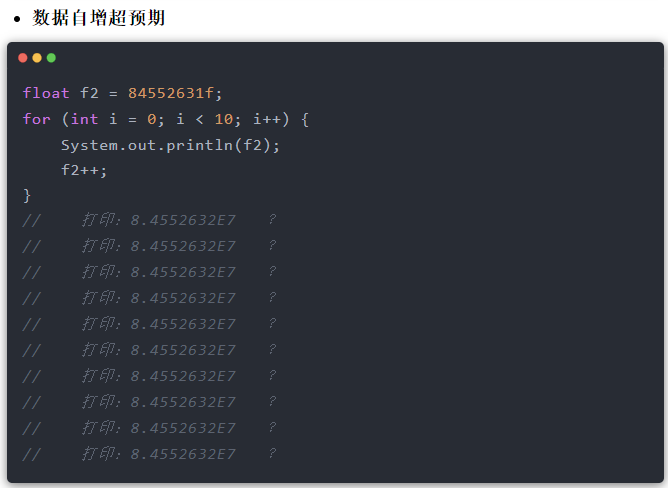 • 数据自增超预期
float f2 = 84552631f;
for (int i = 0; i < 10; i++) {
    System.out.println(f2);
    f2++;
}
//    打印: 8.4552632E7   ?
//    打印: 8.4552632E7   ?
//    打印: 8.4552632E7   ?
//    打印: 8.4552632E7   ?
//    打印: 8.4552632E7   ?
//    打印: 8.4552632E7   ?
//    打印: 8.4552632E7   ?
//    打印: 8.4552632E7   ?
//    打印: 8.4552632E7   ?
//    打印: 8.4552632E7   ?